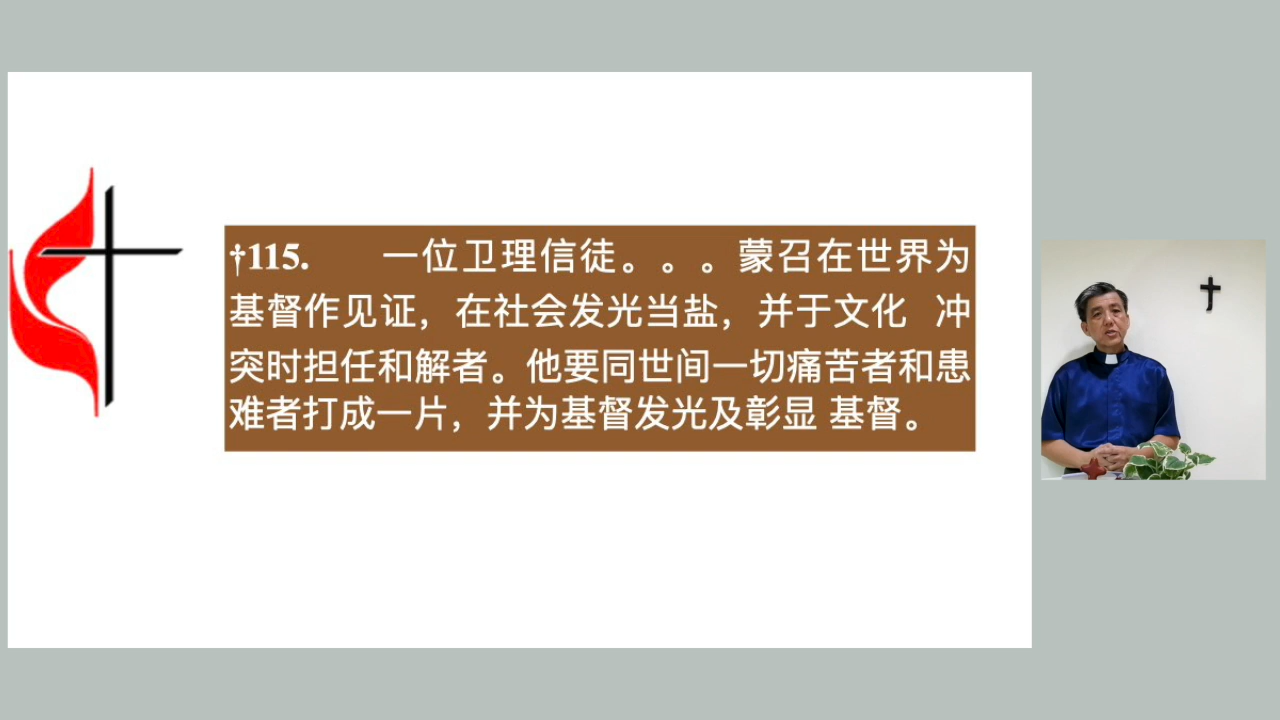 †115. 一位卫理信徒。。。蒙召在世界为
基督作见证，在社会发光当盐，并于文化 冲
突时担任和解者。他要同世间一切痛苦者和患
难者打成一片，并为基督发光及彰显 基督。